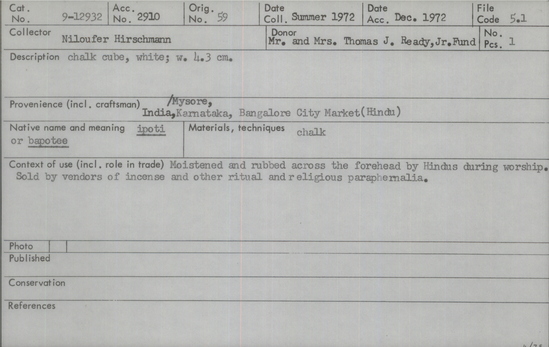 Cat. No. 9-12932 Acc. No. 2910 Orig. No. 59 Date Coll. Summer 1972 Date Acc. Dec. 1972 File Code 5.1
Collector Niloufer Hirschmann Donor Mr. and Mrs. Thomas J. Ready,Jr.Fund No. Pcs. 1
Description chalk cube, white; w. 4.3 cm.
/Mysore,
Provenience (incl. craftsman) India,Karnataka, Bangalore City Market(Hindu)
Native name and meaning ipoti Materials, techniques chalk
or bapotee
Context of use (incl. role in trade) Moistened and rubbed across the forehead by Hindus during worship.
Sold by vendors of incense and other ritual and religious paraphernalia.
Photo
Published
Conservation
References